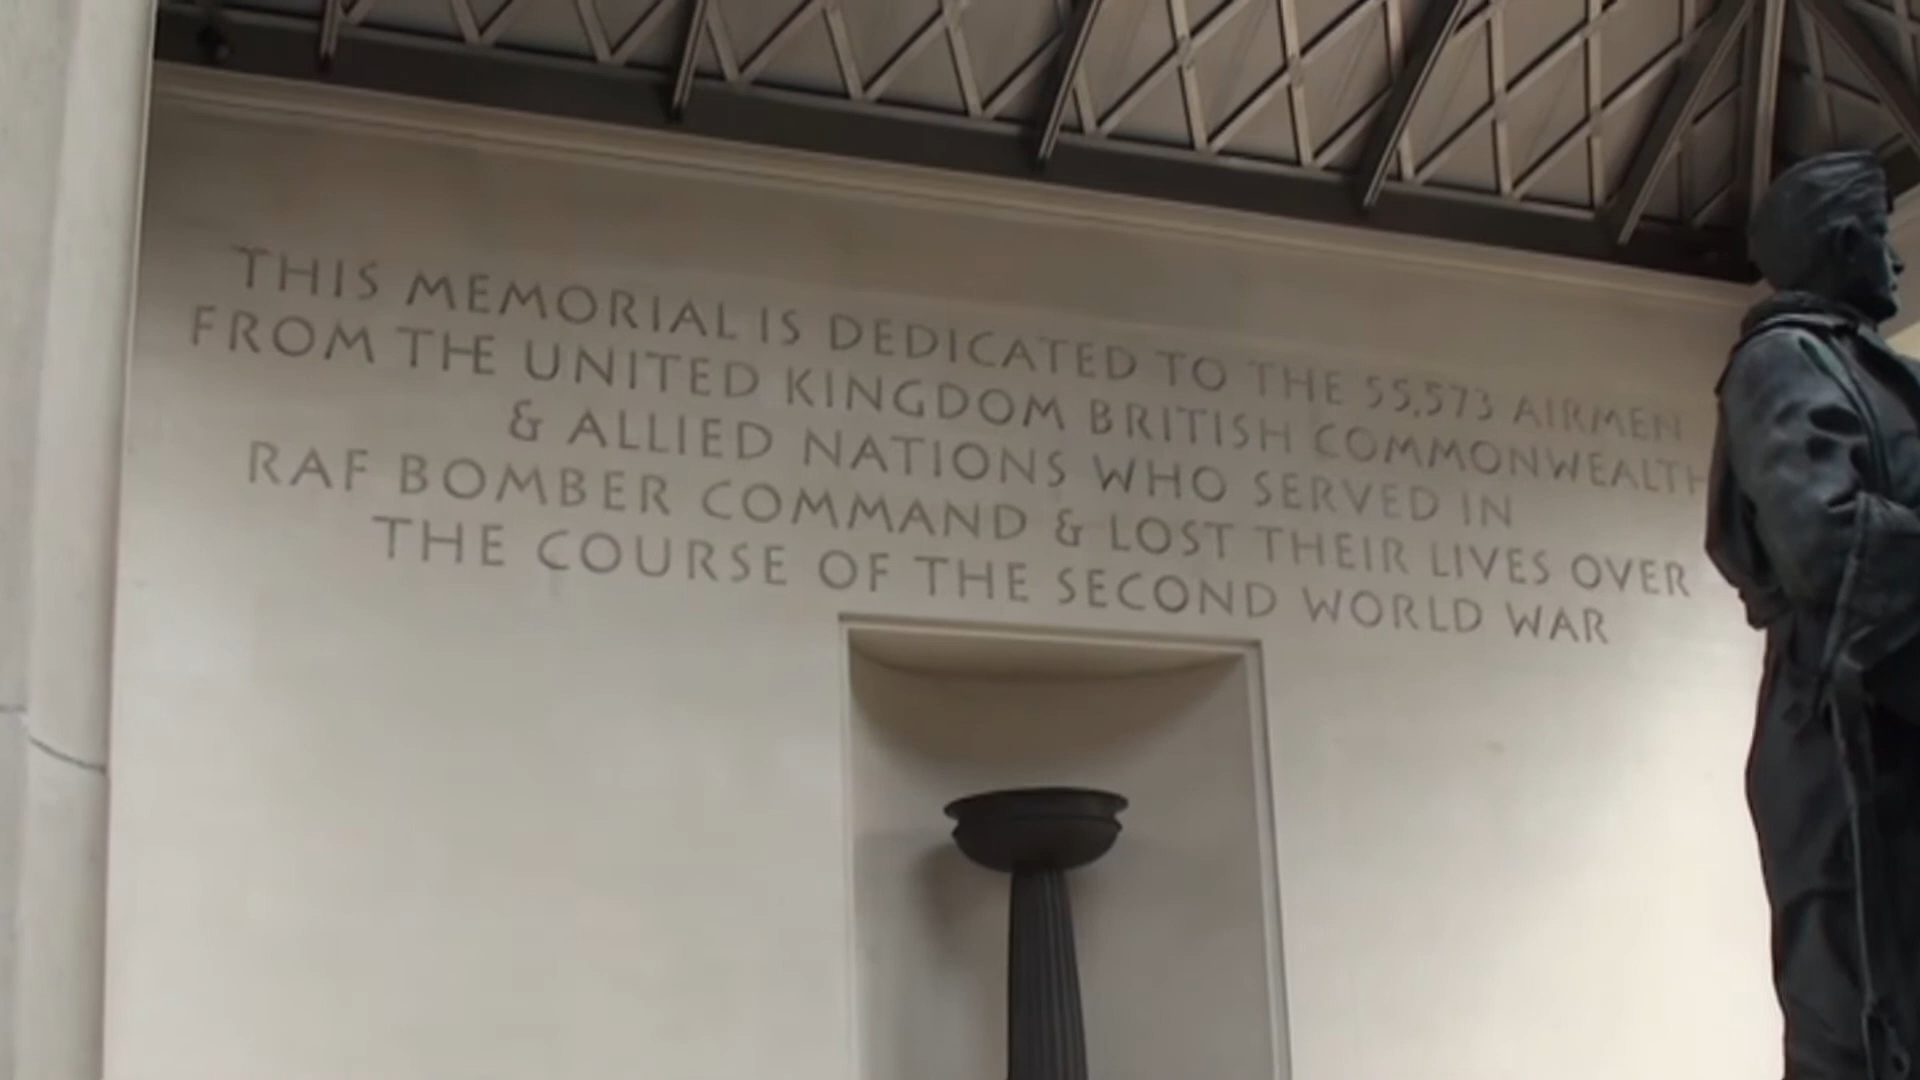 THIS MEMORIAL IS DEDICATED TO THE 55,573 AIRMEN
FROM THE UNITED KINGDOM BRITISH COMMONWEALTH
& ALLIED NATIONS WHO SERVED IN
RAF BOMBER COMMAND & LOST THEIR LIVES OVER
THE COURSE OF THE SECOND WORLD WAR